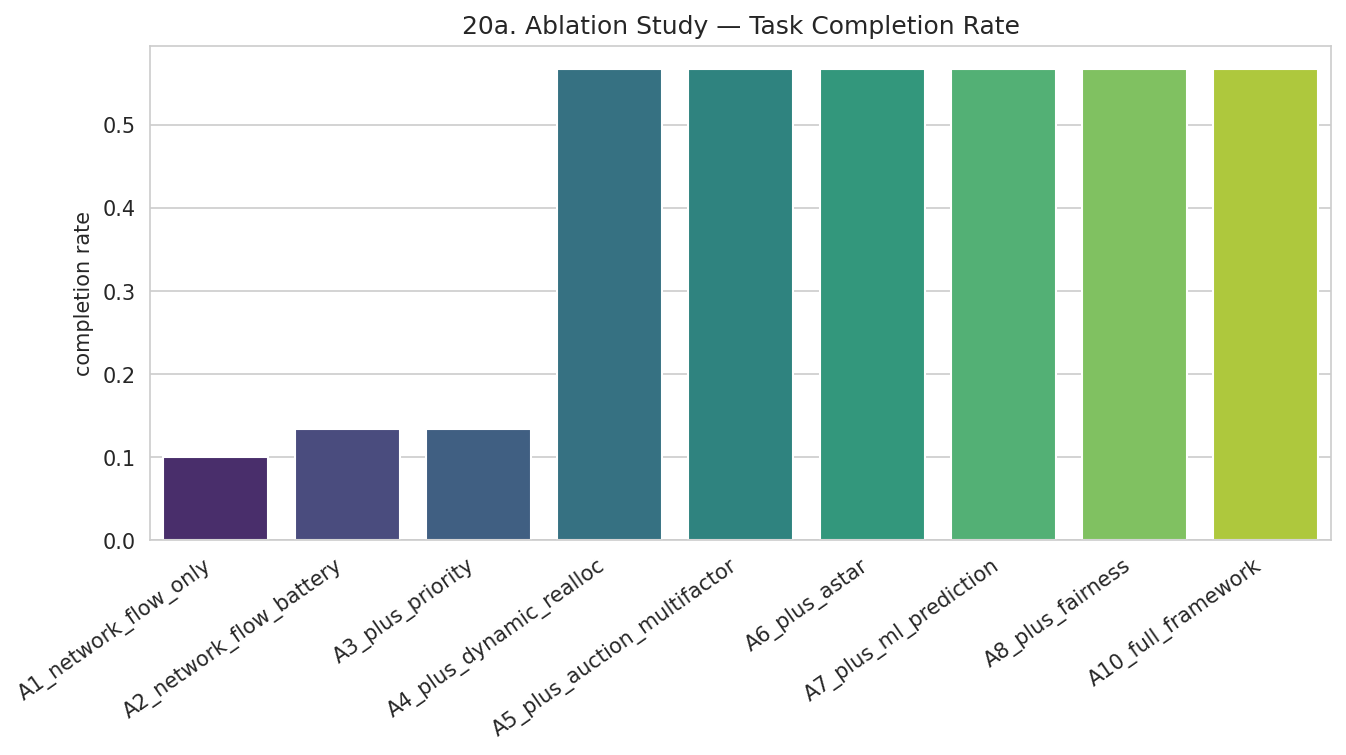 20a. Ablation Study — Task Completion Rate
completion rate
0.5
0.4
0.3
0.2
0.1
0.0
A1_network_flow_only
A2_network_flow_battery
A3_plus_priority
A4_plus_dynamic_realloc
A5_plus_auction_multifactor
A6_plus_astar
A7_plus_ml_prediction
A8_plus_fairness
A10_full_framework